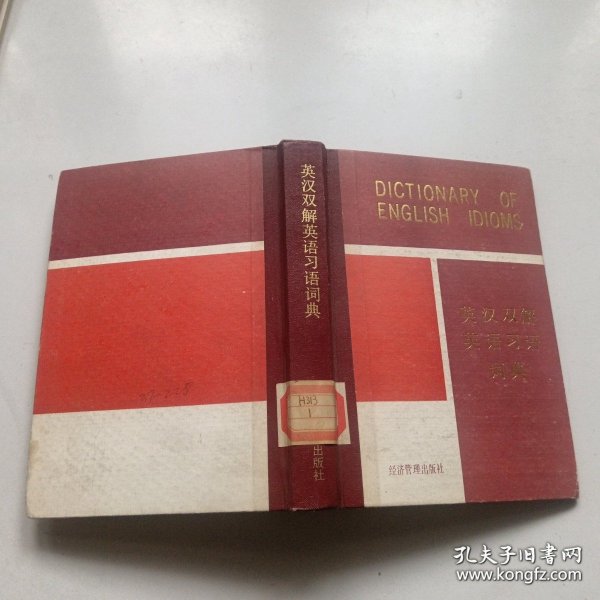 DICTIONARY OF
ENGLISH IDIOMS
英汉双解
英语习语
词典
经济管理出版社
英汉双解英语习语词典
H313
1
出版社
孔夫子旧书网
www.kongfz.com